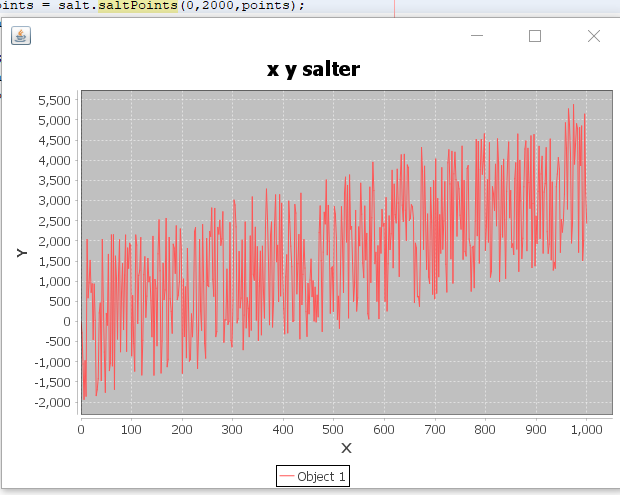 oints = salt.saltPoints(0,2000,points);
x y salter
5,500
5,000
4,500
4,000
3,500
3,000
2,500
2,000
1,500
1,000
500
0
-500
-1,000
-1,500
-2,000
Y
0 100 200 300 400 500 600 700 800 900 1,000
X
Object 1